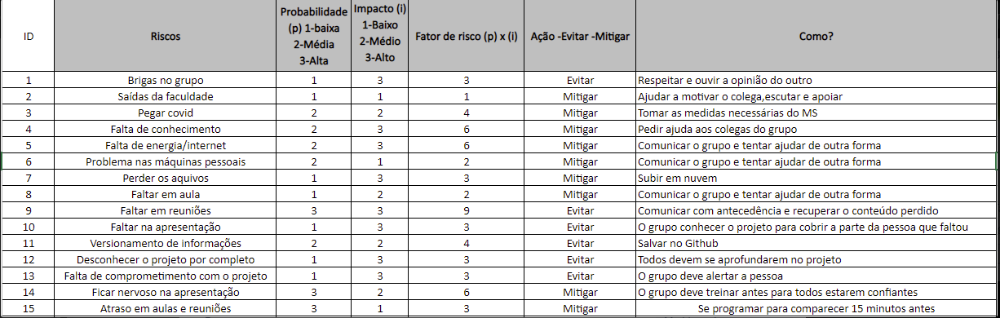 ID Riscos Probabilidade (p) 1-baixa 2-Média 3-Alta Impacto (i) 1-Baixo 2-Médio 3-Alto Fator de risco (p) x (i) Ação -Evitar -Mitigar Como?
1 Brigas no grupo 1 3 3 Evitar Respeitar e ouvir a opinião do outro
2 Saídas da faculdade 1 1 1 Mitigar Ajudar a motivar o colega,escutar e apoiar
3 Pegar covid 2 2 4 Mitigar Tomar as medidas necessárias do MS
4 Falta de conhecimento 2 3 6 Mitigar Pedir ajuda aos colegas do grupo
5 Falta de energia/internet 2 3 6 Mitigar Comunicar o grupo e tentar ajudar de outra forma
6 Problema nas máquinas pessoais 2 1 2 Mitigar Comunicar o grupo e tentar ajudar de outra forma
7 Perder os aquivos 1 3 3 Mitigar Subir em nuvem
8 Faltar em aula 1 2 2 Mitigar Comunicar o grupo e tentar ajudar de outra forma
9 Faltar em reuniões 3 3 9 Evitar Comunicar com antecedência e recuperar o conteúdo perdido
10 Faltar na apresentação 1 3 3 Evitar O grupo conhecer o projeto para cobrir a parte da pessoa que faltou
11 Versionamento de informações 2 2 4 Evitar Salvar no Github
12 Desconhecer o projeto por completo 1 3 3 Evitar Todos devem se aprofundarem no projeto
13 Falta de comprometimento com o projeto 1 3 3 Evitar O grupo deve alertar a pessoa
14 Ficar nervoso na apresentação 3 2 6 Mitigar O grupo deve treinar antes para todos estarem confiantes
15 Atraso em aulas e reuniões 3 1 3 Mitigar Se programar para comparecer 15 minutos antes